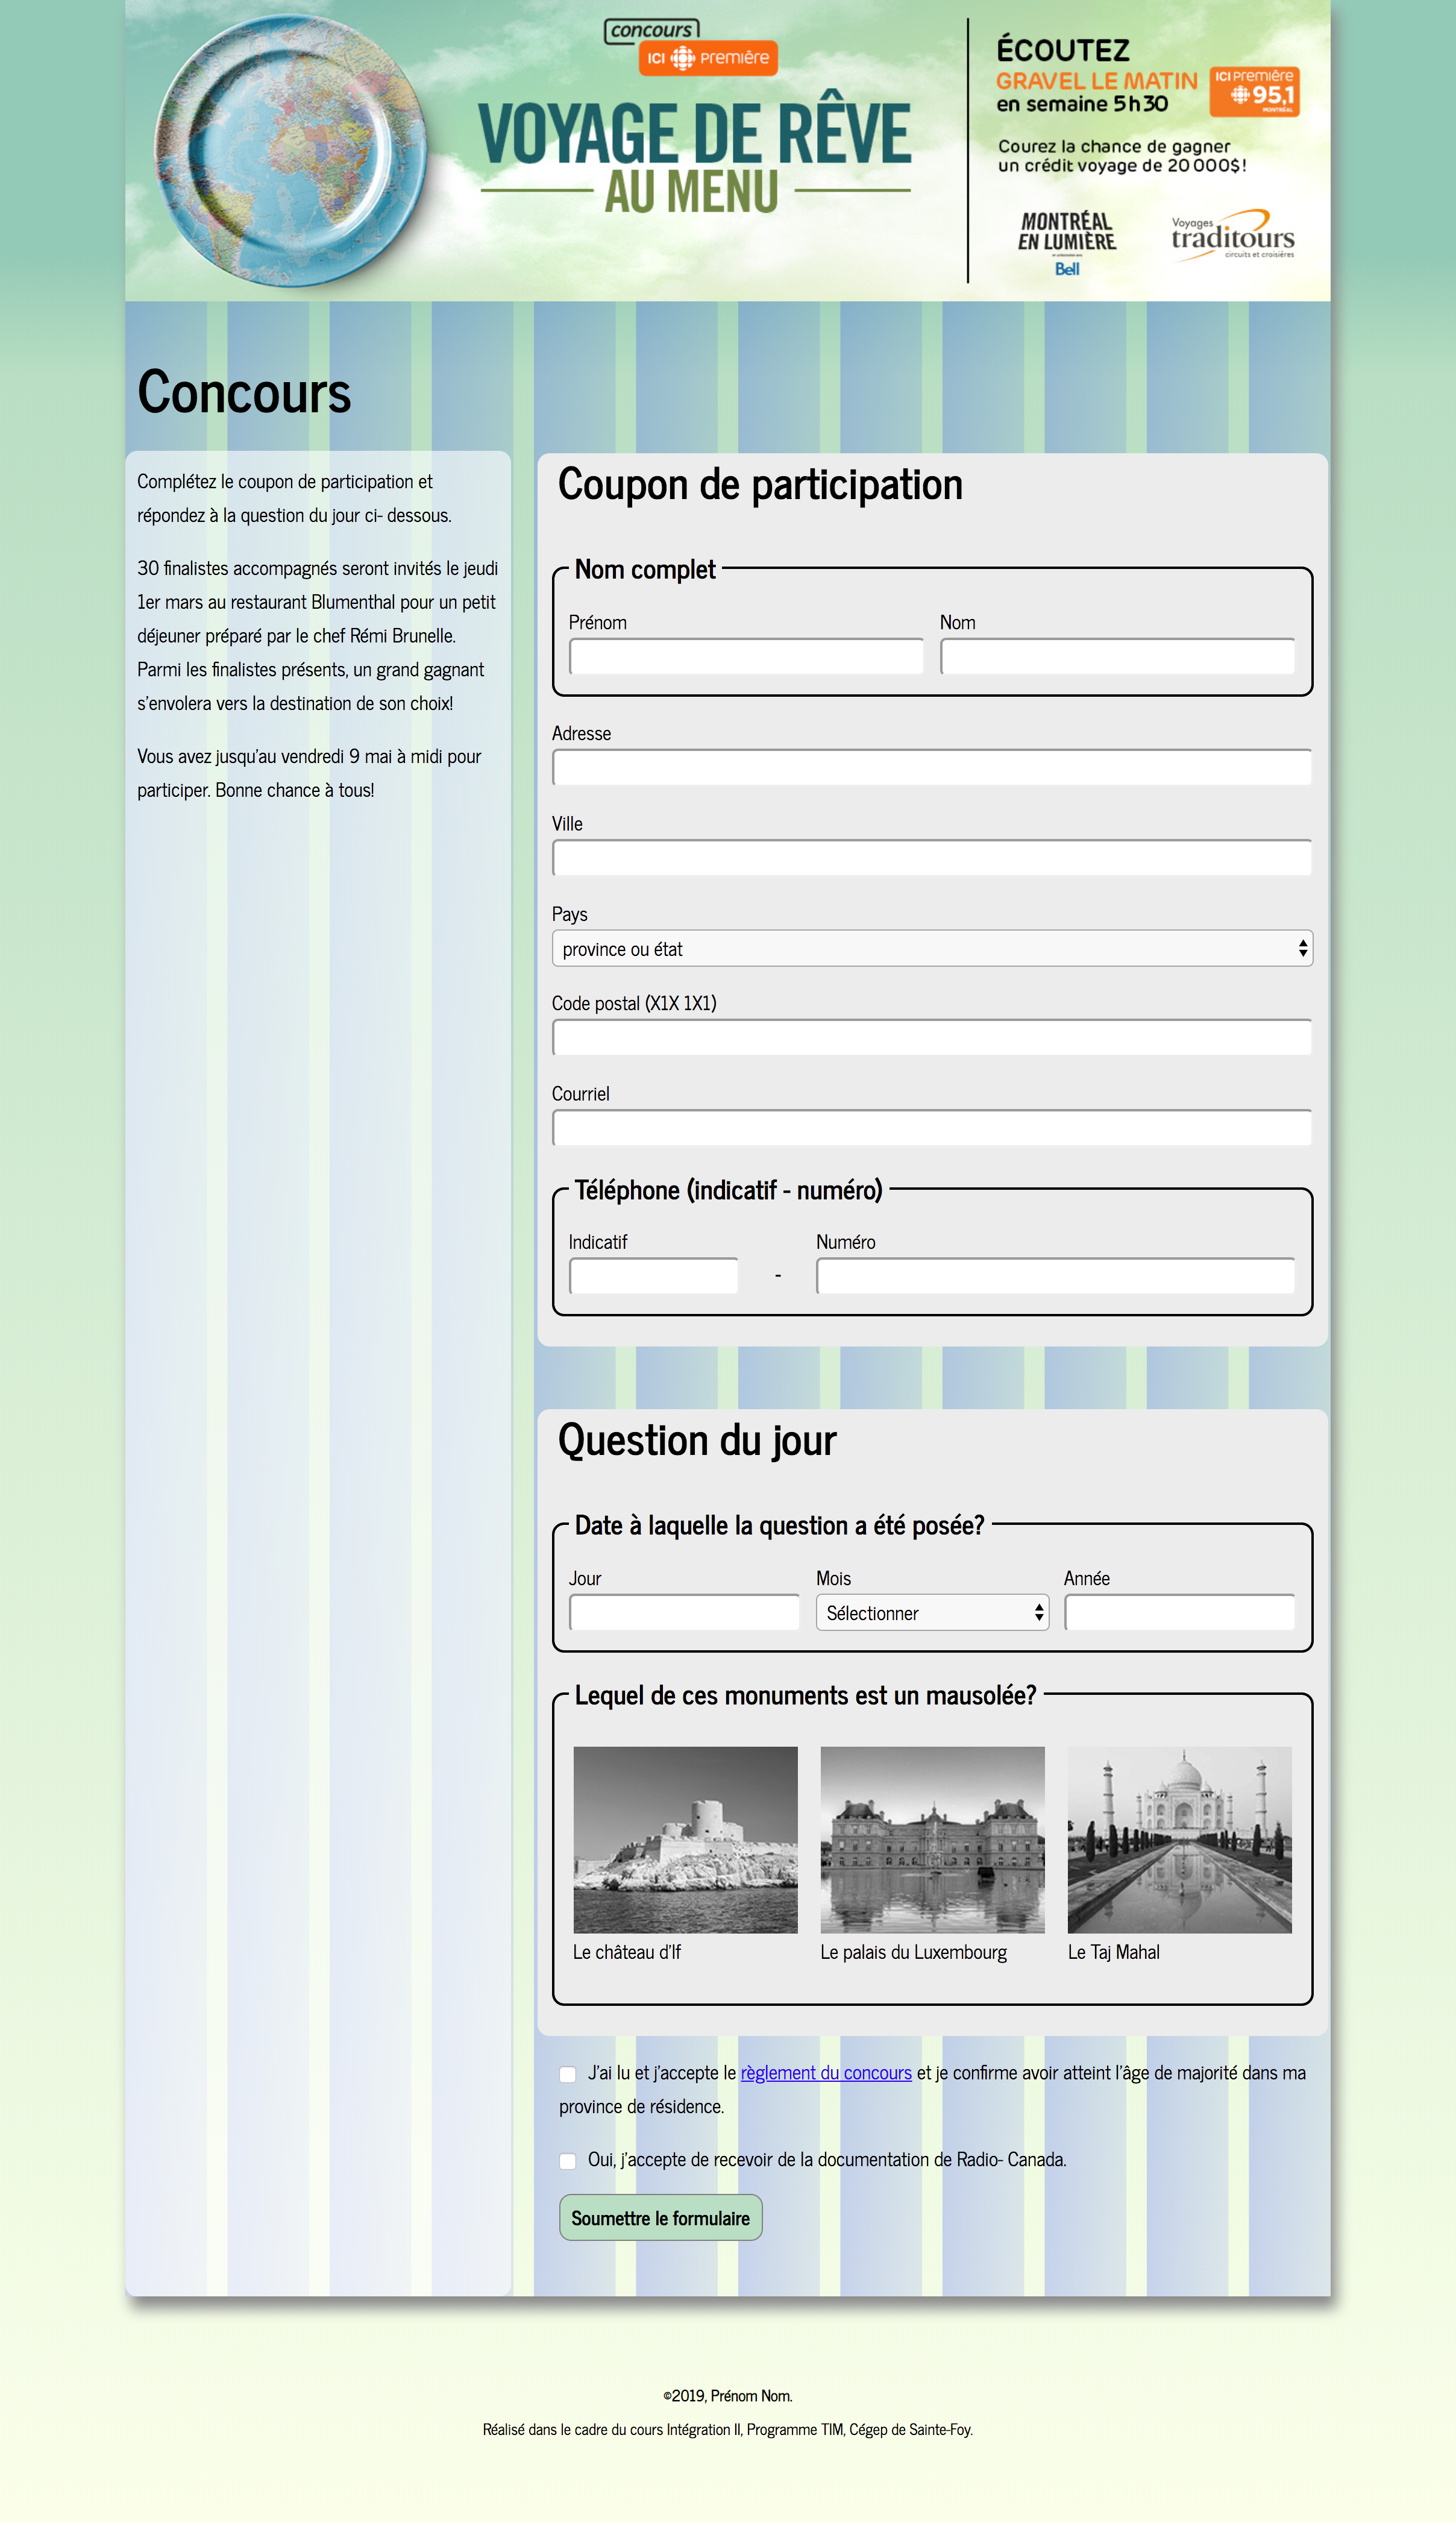 concours
ICI Première
VOYAGE DE RÊVE
AU MENU
ÉCOUTEZ
GRAVEL LE MATIN
en semaine 5h30
ICI Première
95,1
MONTRÉAL
Courez la chance de gagner
un crédit voyage de 20 000$!
MONTRÉAL
EN LUMIÈRE
Bell
Voyages
traditours
circuits et croisières
Concours
Complétez le coupon de participation et
répondez à la question du jour ci- dessous.
30 finalistes accompagnés seront invités le jeudi
1er mars au restaurant Blumenthal pour un petit
déjeuner préparé par le chef Rémi Brunelle.
Parmi les finalistes présents, un grand gagnant
s'envolera vers la destination de son choix!
Vous avez jusqu'au vendredi 9 mai à midi pour
participer. Bonne chance à tous!
Coupon de participation
Nom complet
Prénom
Nom
Adresse
Ville
Pays
province ou état
Code postal (X1X 1X1)
Courriel
Téléphone (indicatif - numéro)
Indicatif
Numéro
-
Question du jour
Date à laquelle la question a été posée?
Jour
Mois
Année
Sélectionner
Lequel de ces monuments est un mausolée?
Le château d'If
Le palais du Luxembourg
Le Taj Mahal
J'ai lu et j'accepte le règlement du concours et je confirme avoir atteint l'âge de majorité dans ma
province de résidence.
Oui, j'accepte de recevoir de la documentation de Radio- Canada.
Soumettre le formulaire
©2019, Prénom Nom.
Réalisé dans le cadre du cours Intégration II, Programme TIM, Cégep de Sainte-Foy.